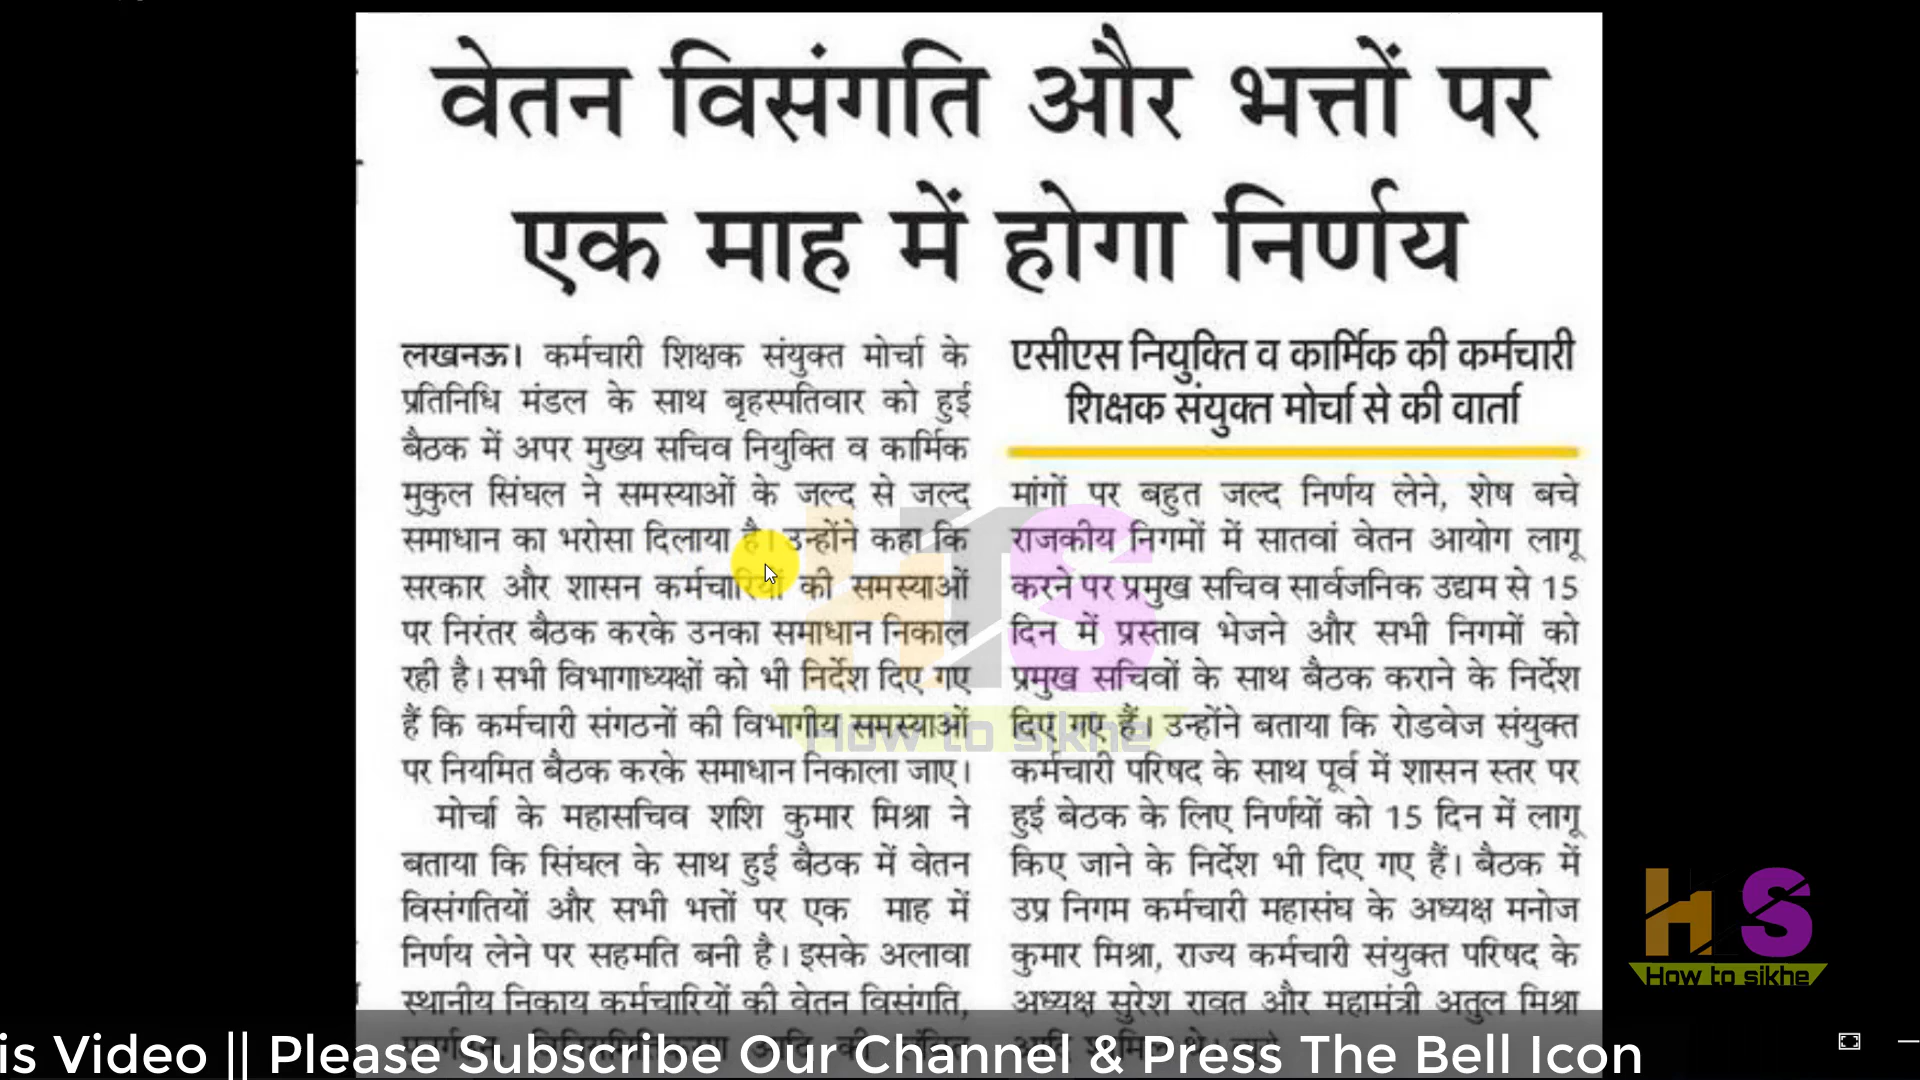 वेतन विसंगति और भत्तों पर
एक माह में होगा निर्णय
लखनऊ। कर्मचारी शिक्षक संयुक्त मोर्चा के
प्रतिनिधि मंडल के साथ बृहस्पतिवार को हुई
बैठक में अपर मुख्य सचिव नियुक्ति व कार्मिक
मुकुल सिंघल ने समस्याओं के जल्द से जल्द
समाधान का भरोसा दिलाया है। उन्होंने कहा कि
सरकार और शासन कर्मचारियों की समस्याओं
पर निरंतर बैठक करके उनका समाधान निकाल
रही है। सभी विभागाध्यक्षों को भी निर्देश दिए गए
हैं कि कर्मचारी संगठनों की विभागीय समस्याओं
पर नियमित बैठक करके समाधान निकाला जाए।
मोर्चा के महासचिव शशि कुमार मिश्रा ने
बताया कि सिंघल के साथ हुई बैठक में वेतन
विसंगतियों और सभी भत्तों पर एक माह में
निर्णय लेने पर सहमति बनी है। इसके अलावा
स्थानीय निकाय कर्मचारियों की वेतन विसंगति,
एसीएस नियुक्ति व कार्मिक की कर्मचारी
शिक्षक संयुक्त मोर्चा से की वार्ता
मांगों पर बहुत जल्द निर्णय लेने, शेष बचे
राजकीय निगमों में सातवां वेतन आयोग लागू
करने पर प्रमुख सचिव सार्वजनिक उद्यम से 15
दिन में प्रस्ताव भेजने और सभी निगमों को
प्रमुख सचिवों के साथ बैठक कराने के निर्देश
दिए गए हैं। उन्होंने बताया कि रोडवेज संयुक्त
कर्मचारी परिषद के साथ पूर्व में शासन स्तर पर
हुई बेठक के लिए निर्णयों को 15 दिन में लागू
किए जाने के निर्देश भी दिए गए हैं। बैठक में
उप्र निगम कर्मचारी महासंघ के अध्यक्ष मनोज
कुमार मिश्रा, राज्य कर्मचारी संयुक्त परिषद के
अध्यक्ष सुरेश रावत और महामंत्री अतुल मिश्रा
HTS
How to sikhe
HTS
How to sikhe
is Video || Please Subscribe Our Channel & Press The Bell Icon